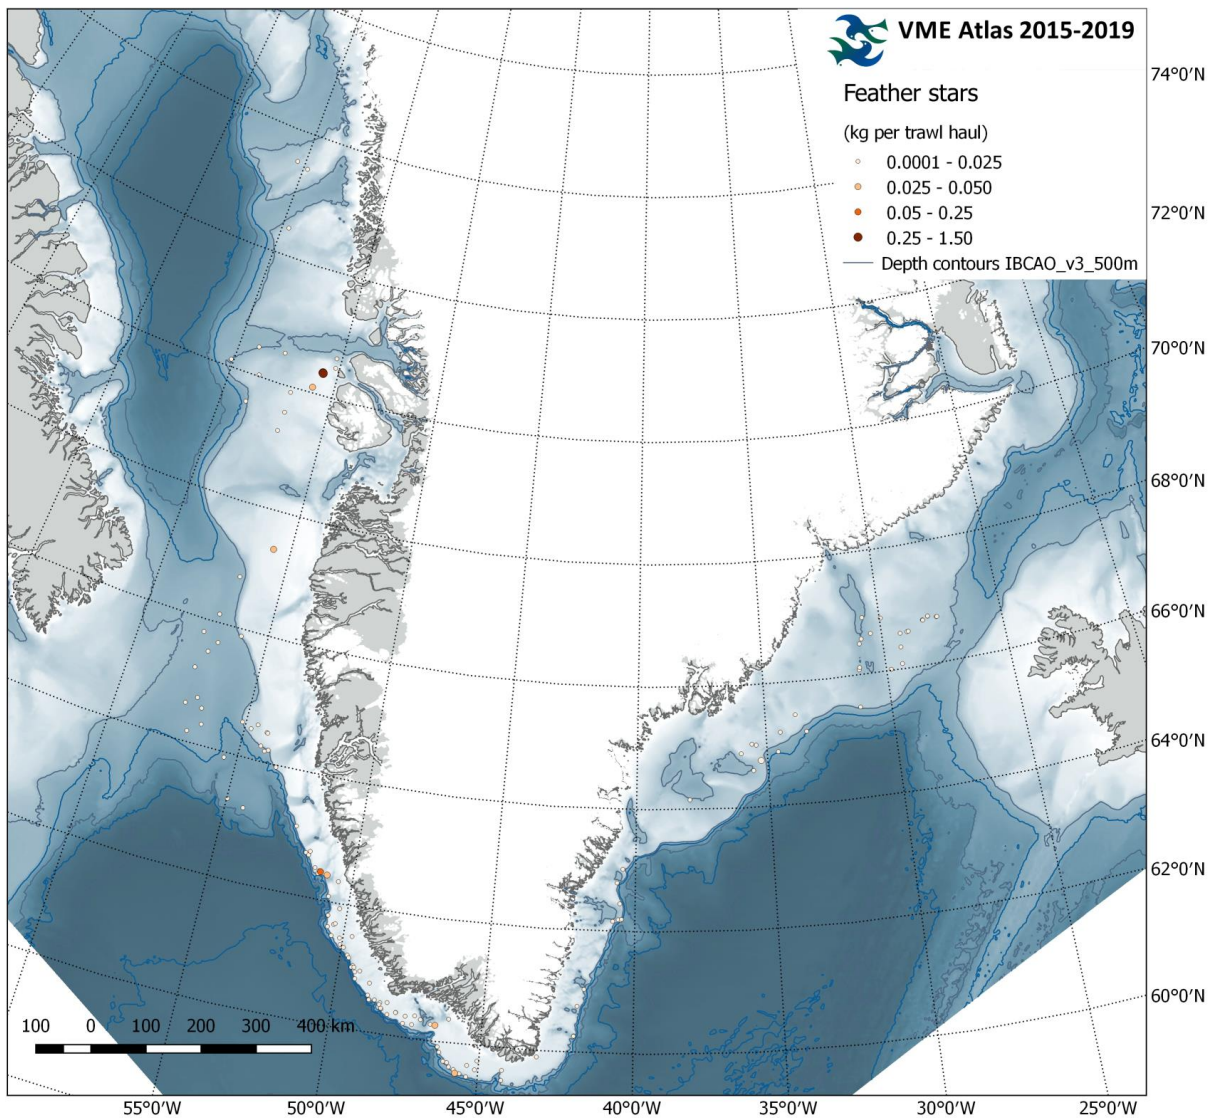 VME Atlas 2015-2019
Feather stars
(kg per trawl haul)
0.0001 - 0.025
0.025 - 0.050
0.05 - 0.25
0.25 - 1.50
Depth contours IBCAO_v3_500m
74°0'N
72°0'N
70°0'N
68°0'N
66°0'N
64°0'N
62°0'N
60°0'N
100 0 100 200 300 400 km
55°0'W 50°0'W 45°0'W 40°0'W 35°0'W 30°0'W 25°0'W